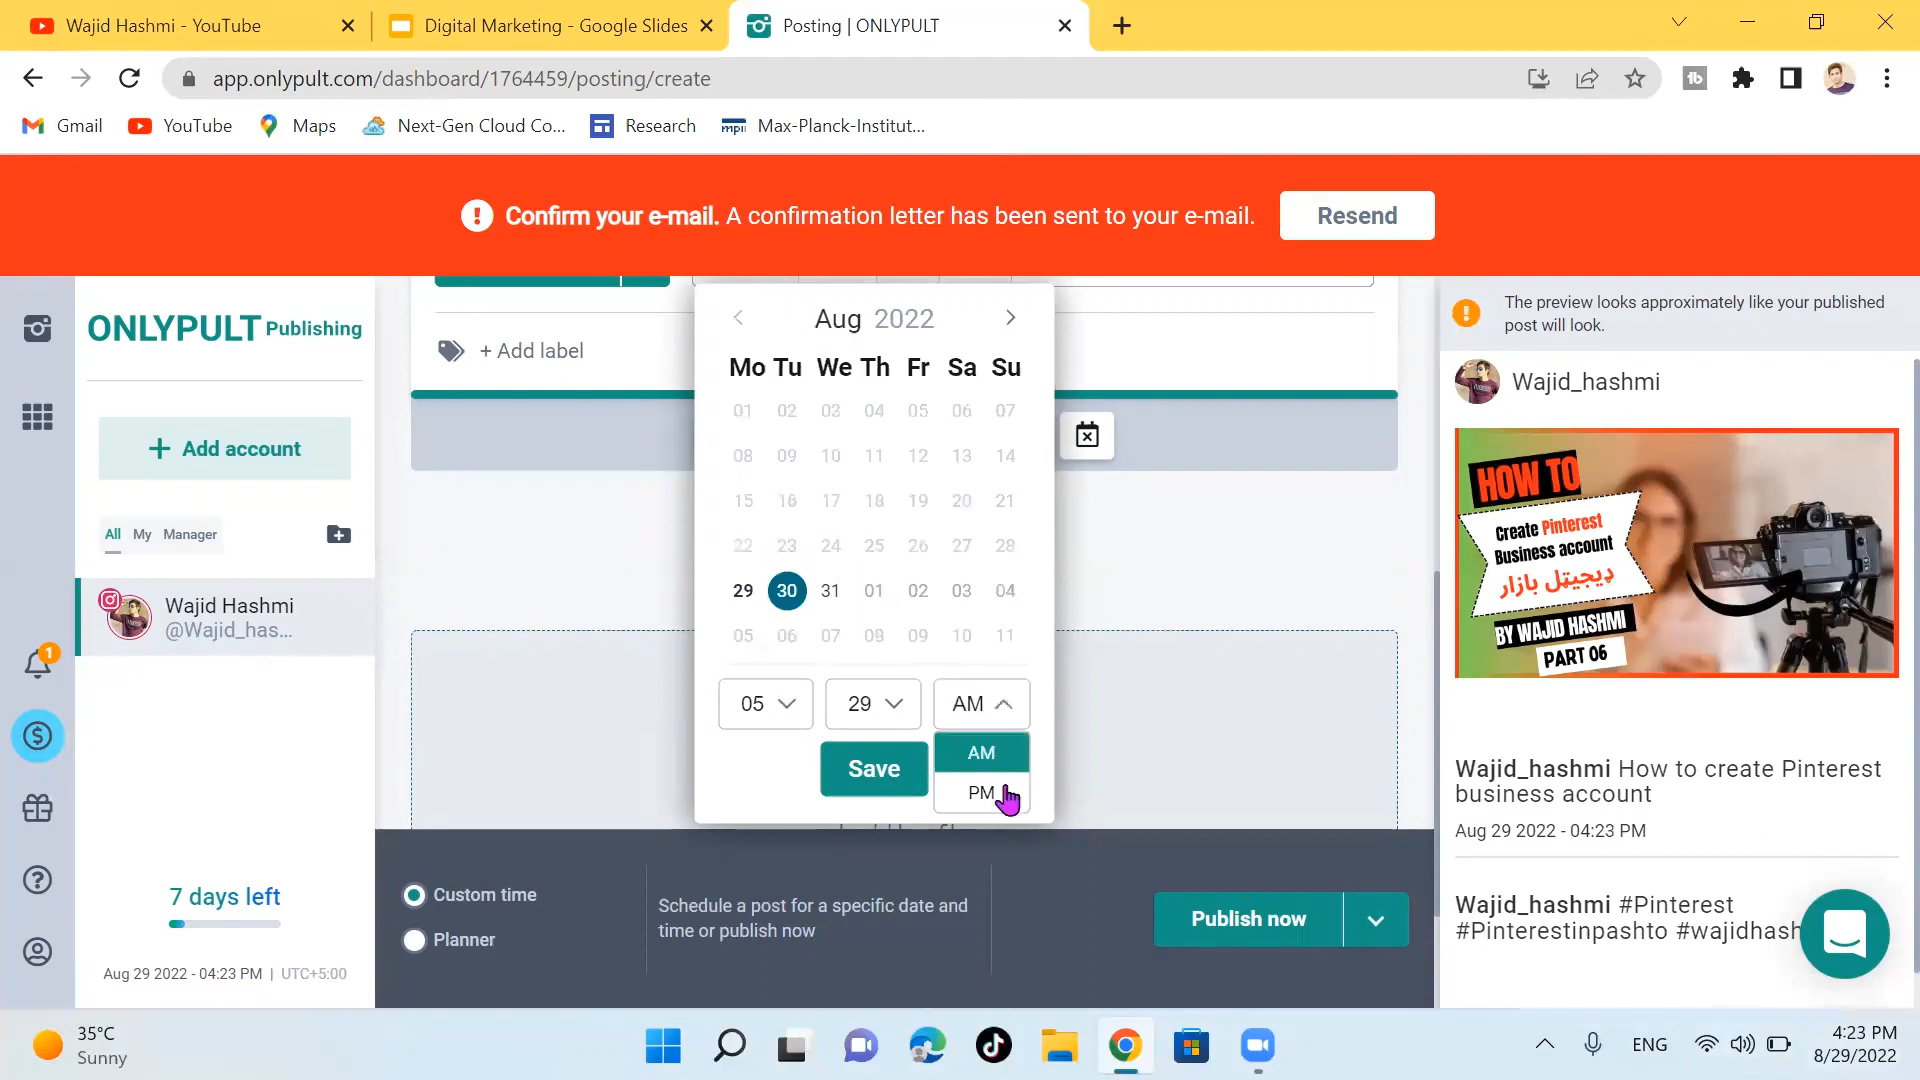 Wajid Hashmi - YouTube
Digital Marketing - Google Slides
Posting | ONLYPULT
app.onlypult.com/dashboard/1764459/posting/create
Gmail
YouTube
Maps
Next-Gen Cloud Co...
Research
Max-Planck-Institut...
Confirm your e-mail. A confirmation letter has been sent to your e-mail.
Resend
ONLYPULT Publishing
Add account
All My Manager
Wajid Hashmi
@Wajid_has...
7 days left
Aug 29 2022 - 04:23 PM | UTC+5:00
+ Add label
Aug 2022
Mo Tu We Th Fr Sa Su
01 02 03 04 05 06 07
08 09 10 11 12 13 14
15 16 17 18 19 20 21
22 23 24 25 26 27 28
29 30 31 01 02 03 04
05 06 07 08 09 10 11
05 29 AM
AM
Save
PM
Custom time
Planner
Schedule a post for a specific date and
time or publish now
Publish now
The preview looks approximately like your published
post will look.
Wajid_hashmi
HOW TO
Create Pinterest
Business account
ډیجیټل بازار
BY WAJID HASHMI
PART 06
Wajid_hashmi How to create Pinterest
business account
Aug 29 2022 - 04:23 PM
Wajid_hashmi #Pinterest
#Pinterestinpashto #wajidhash
1
35°C
Sunny
ENG
4:23 PM
8/29/2022